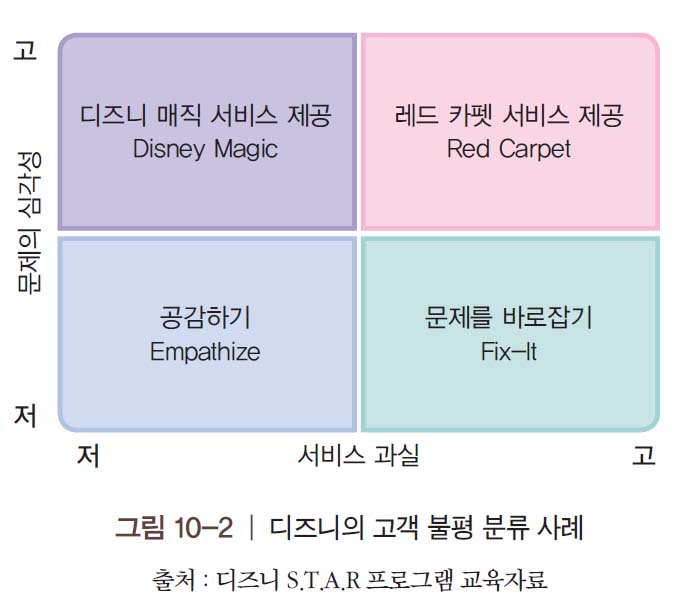 고
디즈니 매직 서비스 제공
Disney Magic
레드 카펫 서비스 제공
Red Carpet
문제의 심각성
공감하기
Empathize
문제를 바로잡기
Fix–It
저
저
서비스 과실
고
그림 10–2 | 디즈니의 고객 불평 분류 사례
출처 : 디즈니 S.T.A.R 프로그램 교육자료